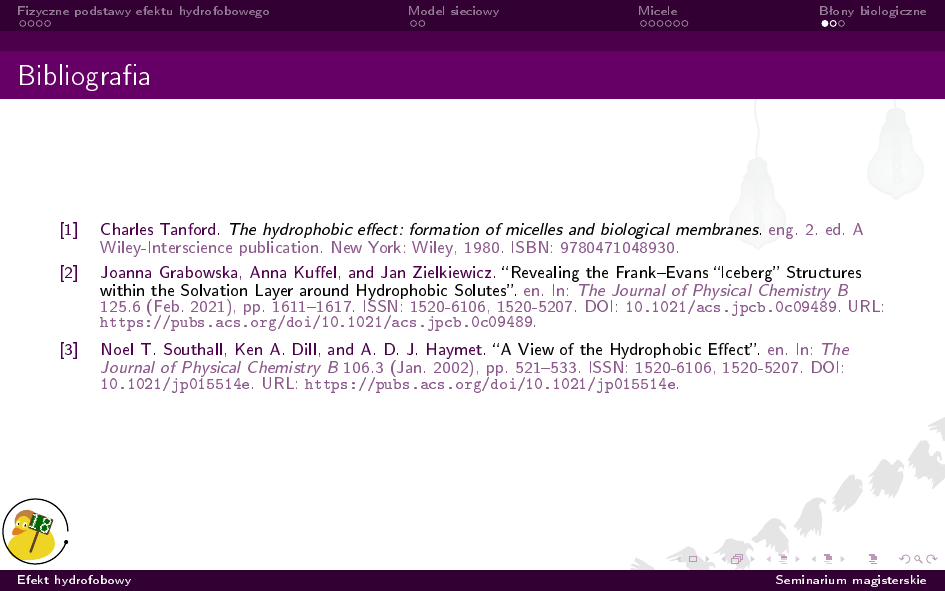 Fizyczne podstawy efektu hydrofobowego
Model sieciowy
Micele
Błony biologiczne
Bibliografia
[1] Charles Tanford. The hydrophobic effect: formation of micelles and biological membranes. eng. 2. ed. A
Wiley-Interscience publication. New York: Wiley, 1980. ISBN: 9780471048930.
[2] Joanna Grabowska, Anna Kuffel, and Jan Zielkiewicz. “Revealing the Frank–Evans “Iceberg” Structures
within the Solvation Layer around Hydrophobic Solutes”. en. In: The Journal of Physical Chemistry B
125.6 (Feb. 2021), pp. 1611–1617. ISSN: 1520-6106, 1520-5207. DOI: 10.1021/acs.jpcb.0c09489. URL:
https://pubs.acs.org/doi/10.1021/acs.jpcb.0c09489.
[3] Noel T. Southall, Ken A. Dill, and A. D. J. Haymet. “A View of the Hydrophobic Effect”. en. In: The
Journal of Physical Chemistry B 106.3 (Jan. 2002), pp. 521–533. ISSN: 1520-6106, 1520-5207. DOI:
10.1021/jp015514e. URL: https://pubs.acs.org/doi/10.1021/jp015514e.
18
Efekt hydrofobowy
Seminarium magisterskie